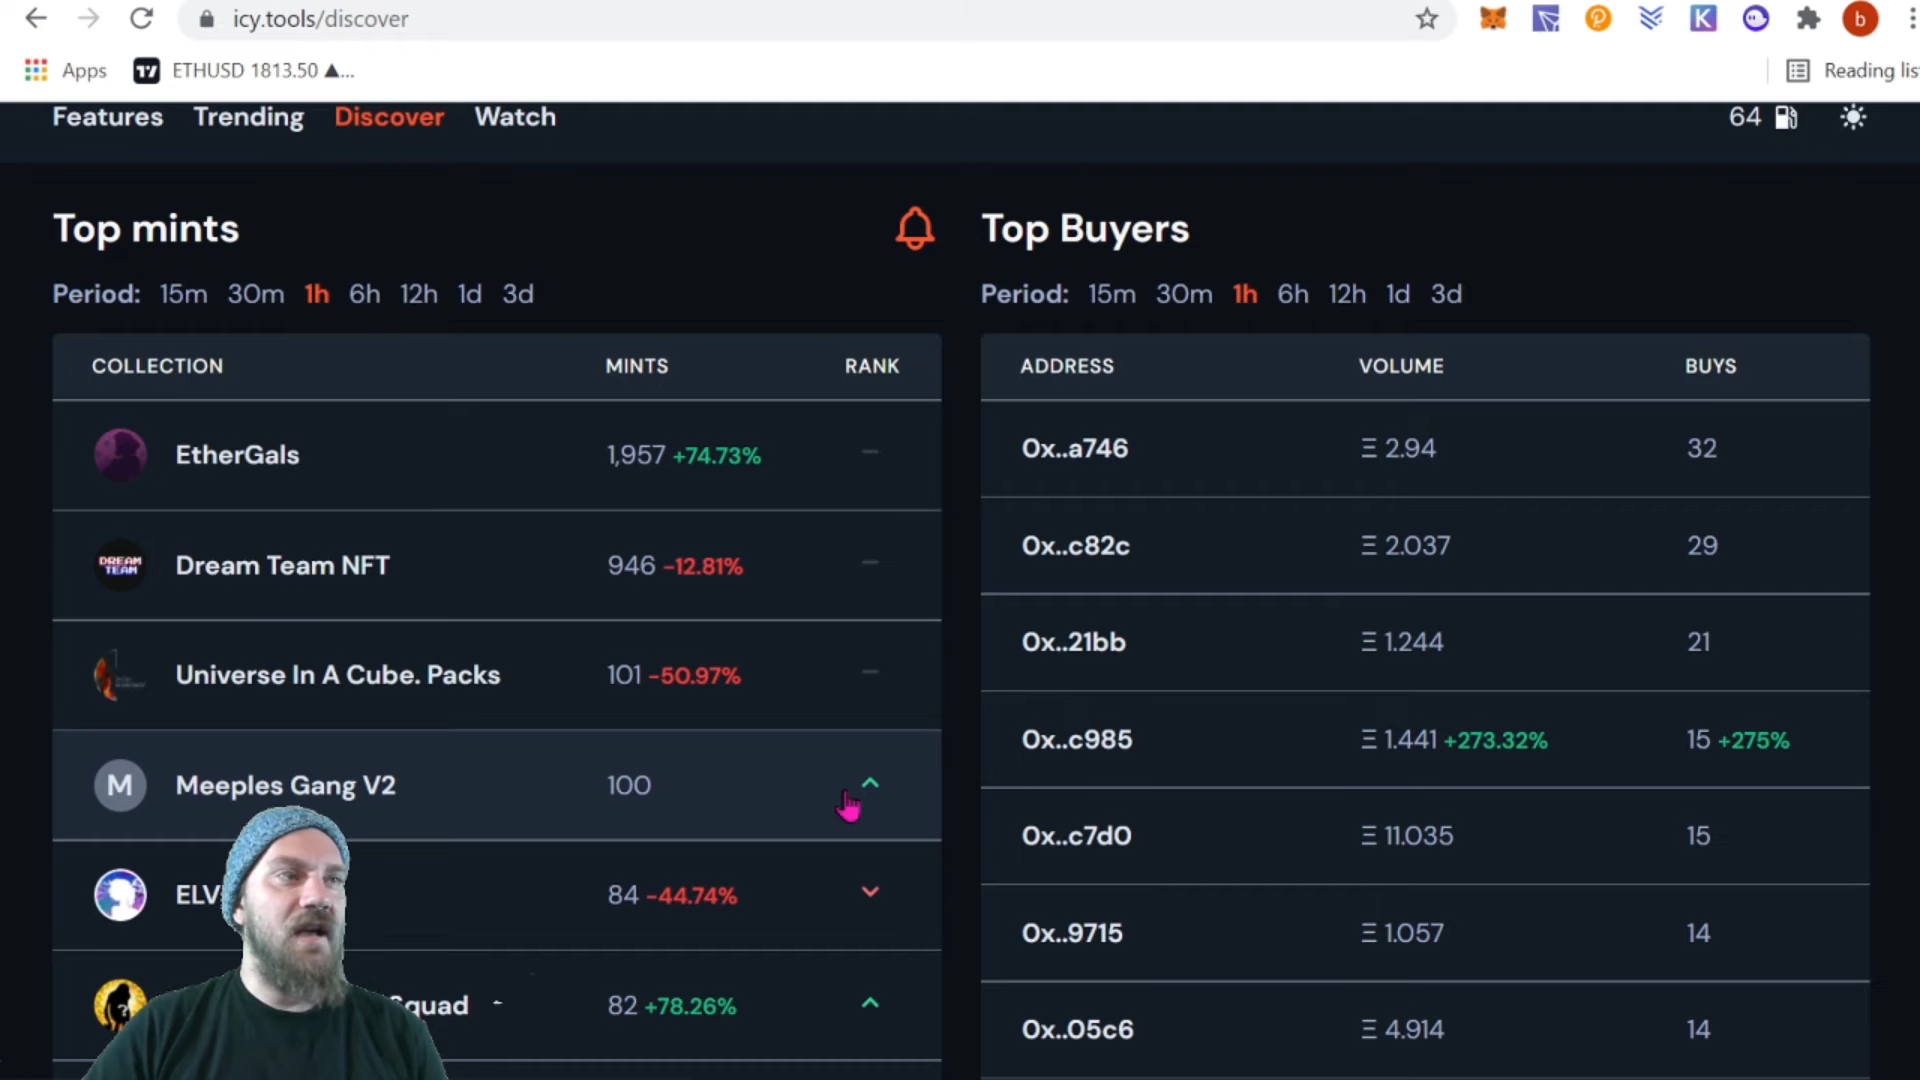 icy.tools/discover
K
b
Apps
ETHUSD 1813.50 ▲...
Reading lis
Features Trending Discover Watch
64
Top mints
Period: 15m 30m 1h 6h 12h 1d 3d
COLLECTION MINTS RANK
EtherGals 1,957 +74.73%
DREAM TEAM Dream Team NFT 946 -12.81%
Universe In A Cube. Packs 101 -50.97%
M Meeples Gang V2 100
ELV 84 -44.74%
Squad 82 +78.26%
Top Buyers
Period: 15m 30m 1h 6h 12h 1d 3d
ADDRESS VOLUME BUYS
0x..a746 Ξ 2.94 32
0x..c82c Ξ 2.037 29
0x..21bb Ξ 1.244 21
0x..c985 Ξ 1.441 +273.32% 15 +275%
0x..c7d0 Ξ 11.035 15
0x..9715 Ξ 1.057 14
0x..05c6 Ξ 4.914 14